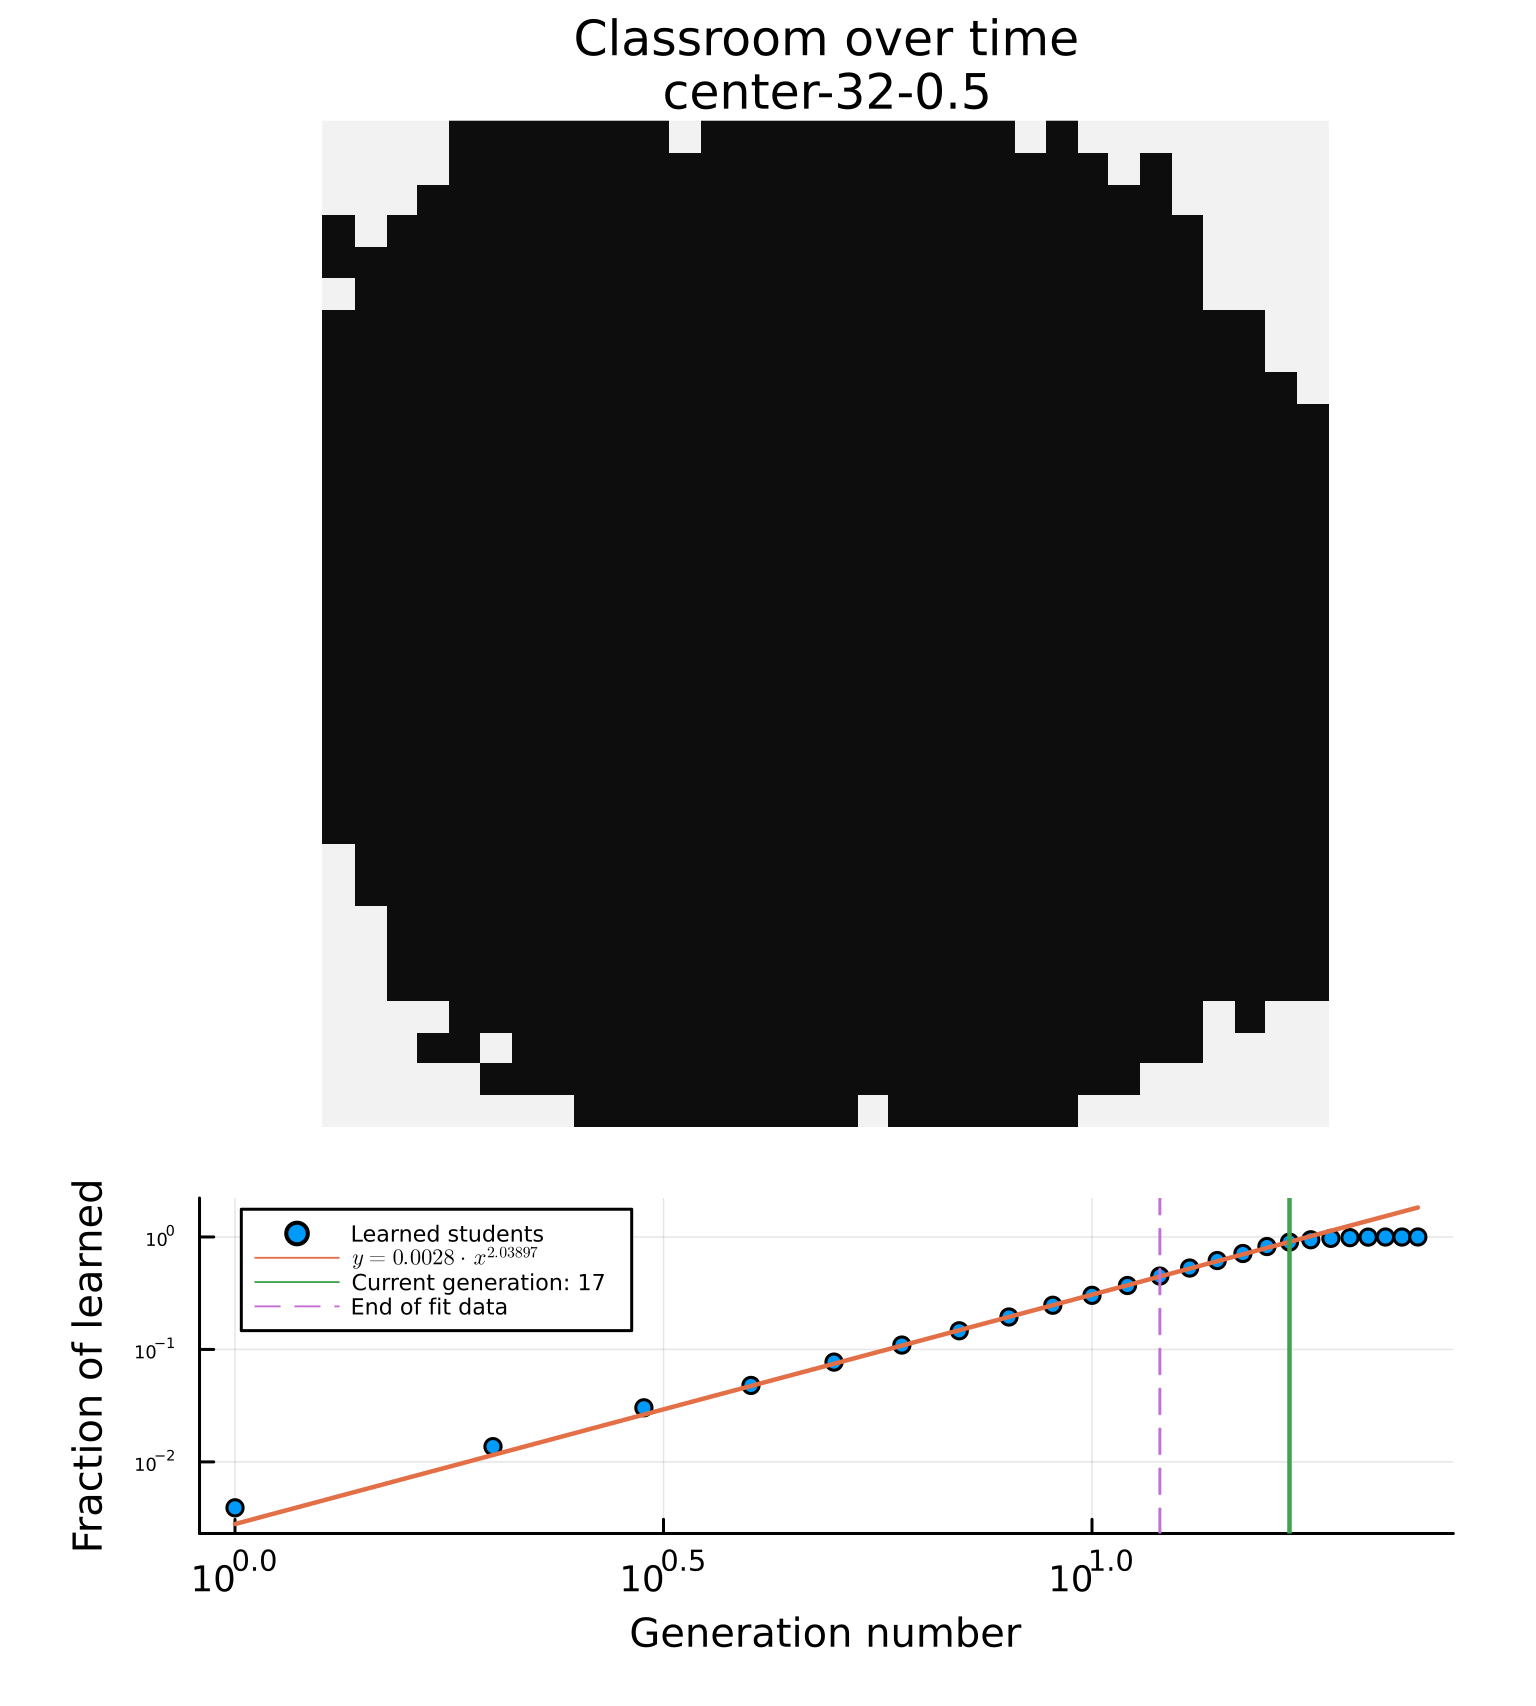 Classroom over time
center-32-0.5
Fraction of learned
10^0
10^-1
10^-2
Learned students
y = 0.0028 · x^2.03897
Current generation: 17
End of fit data
10^0.0
10^0.5
10^1.0
Generation number